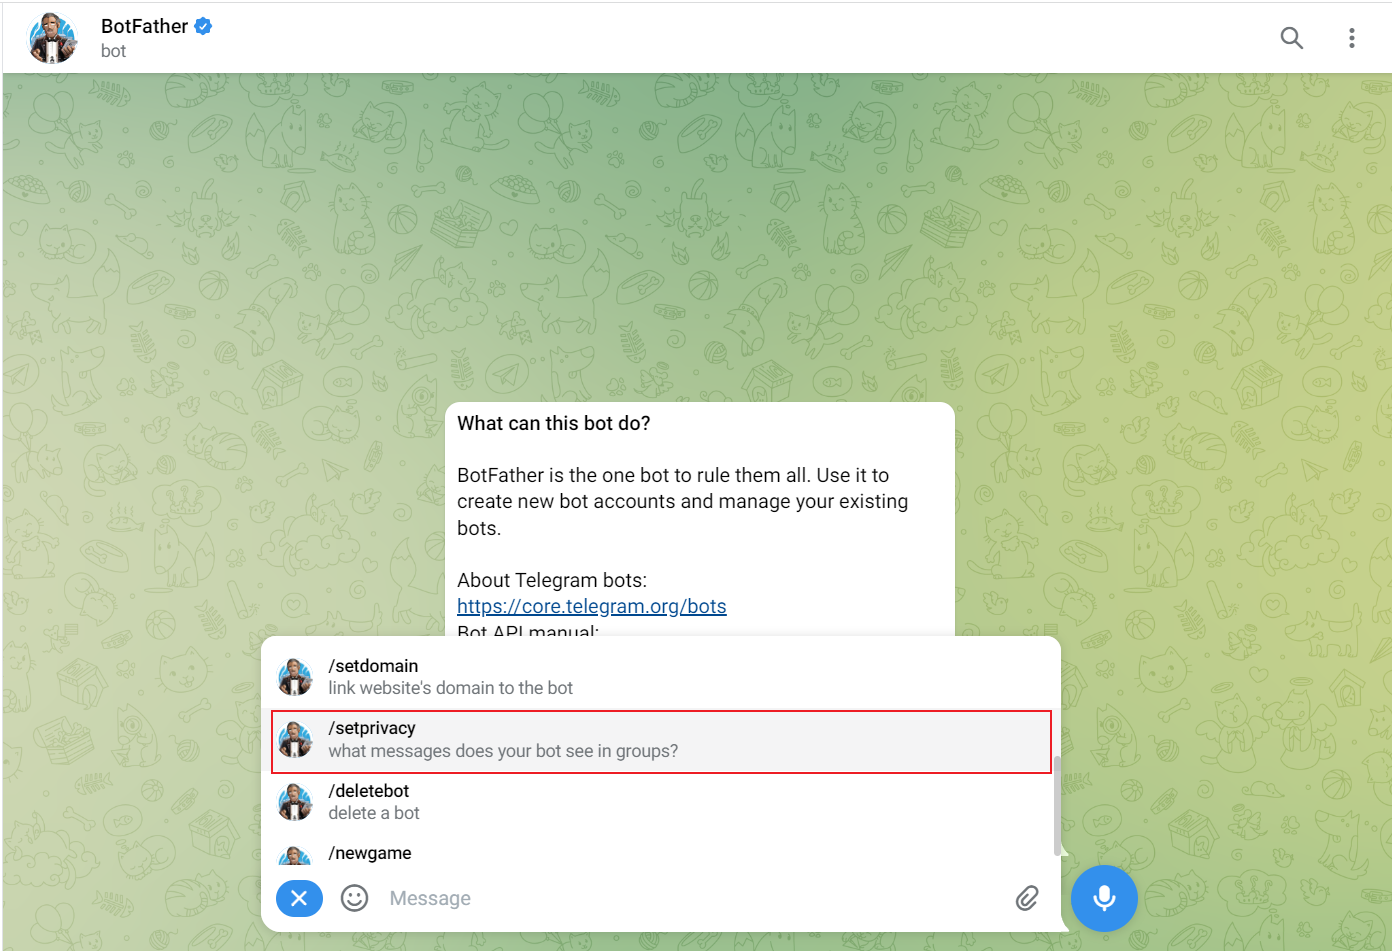 BotFather
bot
What can this bot do?
BotFather is the one bot to rule them all. Use it to
create new bot accounts and manage your existing
bots.
About Telegram bots:
https://core.telegram.org/bots
Bot API manual:
/setdomain
link website's domain to the bot
/setprivacy
what messages does your bot see in groups?
/deletebot
delete a bot
/newgame
Message